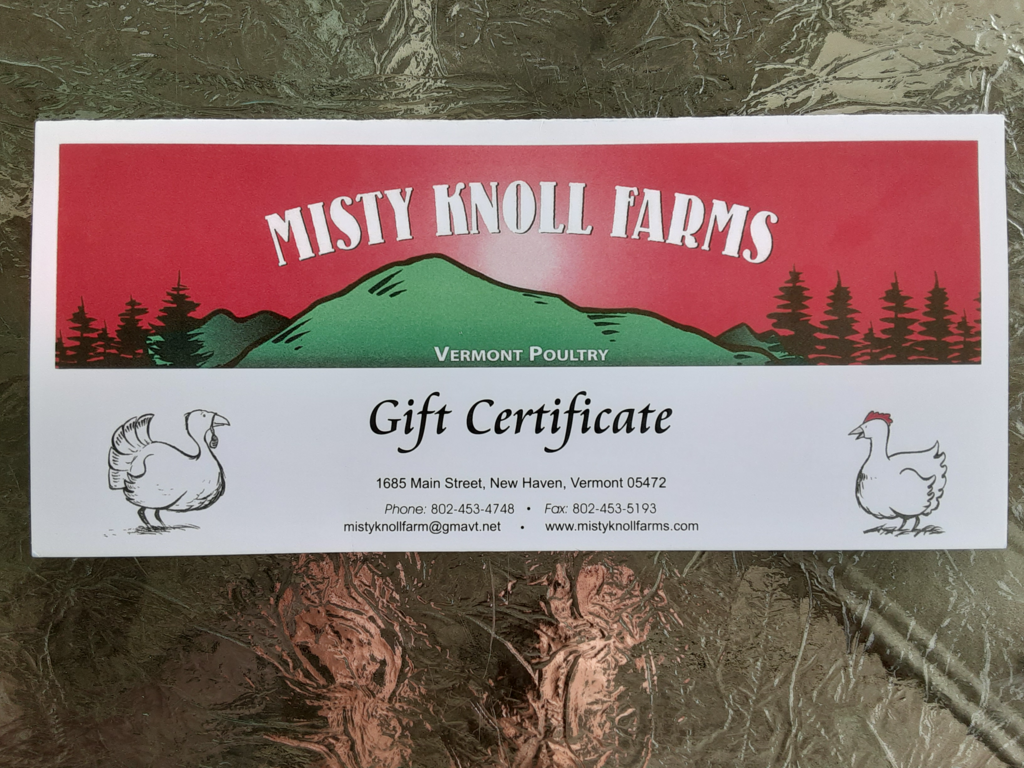 MISTY KNOLL FARMS
VERMONT POULTRY
Gift Certificate
1685 Main Street, New Haven, Vermont 05472
Phone: 802-453-4748 • Fax: 802-453-5193
mistyknollfarm@gmavt.net • www.mistyknollfarms.com